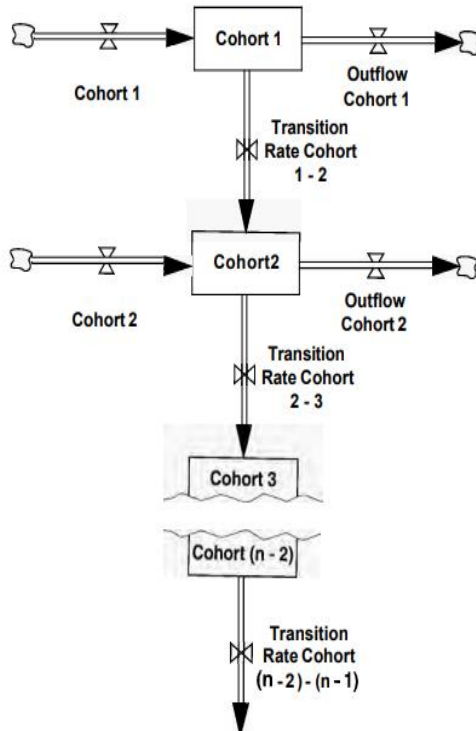 Cohort 1
Cohort 1
Outflow
Cohort 1
Transition
Rate Cohort
1 - 2
Cohort2
Cohort 2
Outflow
Cohort 2
Transition
Rate Cohort
2 - 3
Cohort 3
Cohort (n - 2)
Transition
Rate Cohort
(n - 2) - (n - 1)